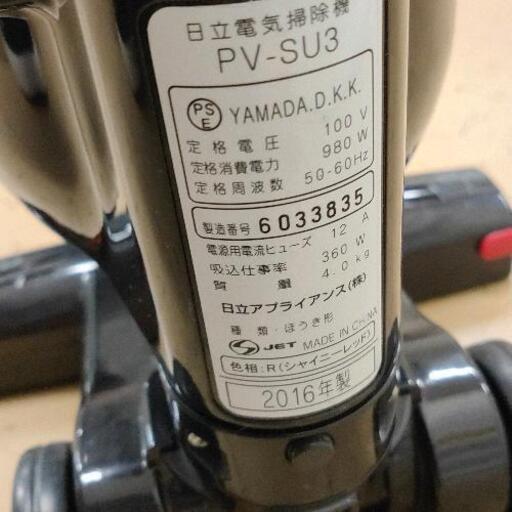 日立電気掃除機
PV-SU3
PS E YAMADA.D.K.K.
定格電圧 100 V
定格消費電力 980 W
定格周波数 50-60Hz
製造番号 6033835
電源用電流ヒューズ 12 A
吸込仕事率 360 W
質量 4.0 kg
日立アプライアンス(株)
種類・ほうき形
S JET MADE IN CHINA
色相:R(シャイニーレッド)
2016年製